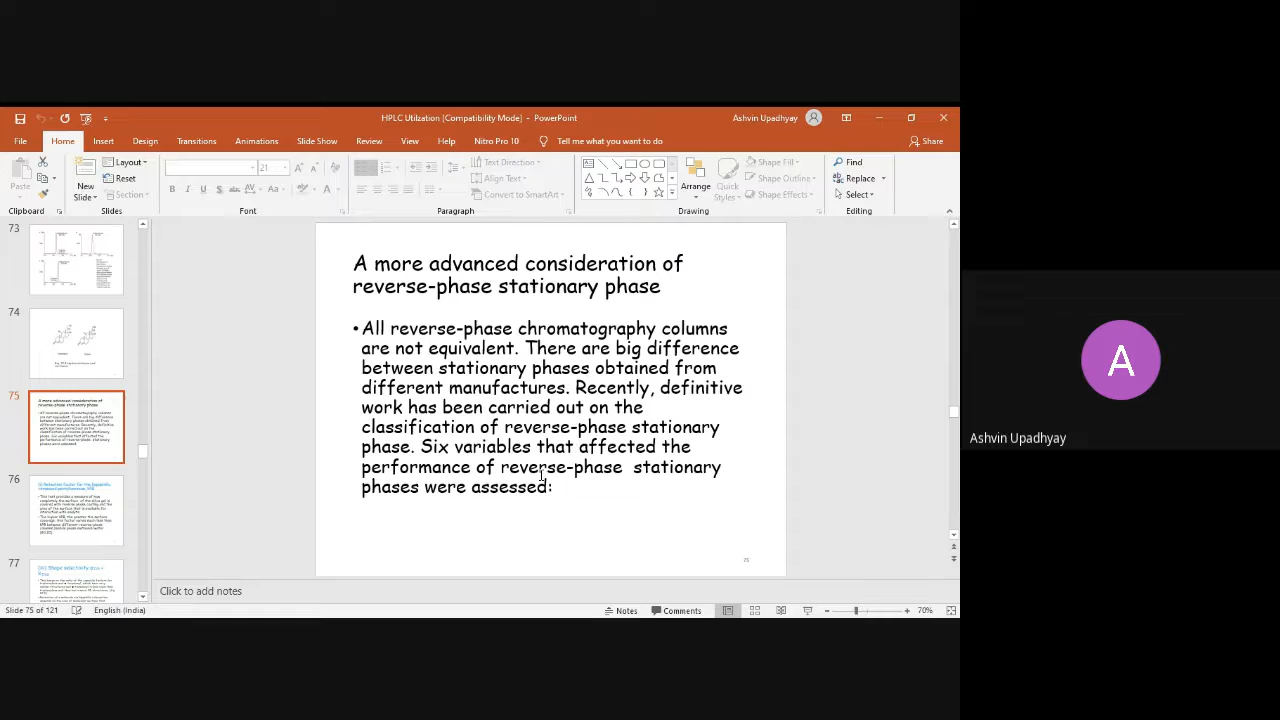 HPLC Utilzation [Compatibility Mode] - PowerPoint
Ashvin Upadhyay
File Home Insert Design Transitions Animations Slide Show Review View Help Nitro Pro 10 Tell me what you want to do Share
Paste
New
Slide
Layout
Reset
Section
21
Text Direction
Align Text
Convert to SmartArt
Arrange
Quick
Styles
Shape Fill
Shape Outline
Shape Effects
Find
Replace
Select
Clipboard Slides Font Paragraph Drawing Editing
73
74
75
76
77
A more advanced consideration of
reverse-phase stationary phase
• All reverse-phase chromatography columns
are not equivalent. There are big difference
between stationary phases obtained from
different manufactures. Recently, definitive
work has been carried out on the
classification of reverse-phase stationary
phase. Six variables that affected the
performance of reverse-phase stationary
phases were assessed:
75
Click to add notes
Slide 75 of 121 English (India) Notes Comments 70%
A
Ashvin Upadhyay